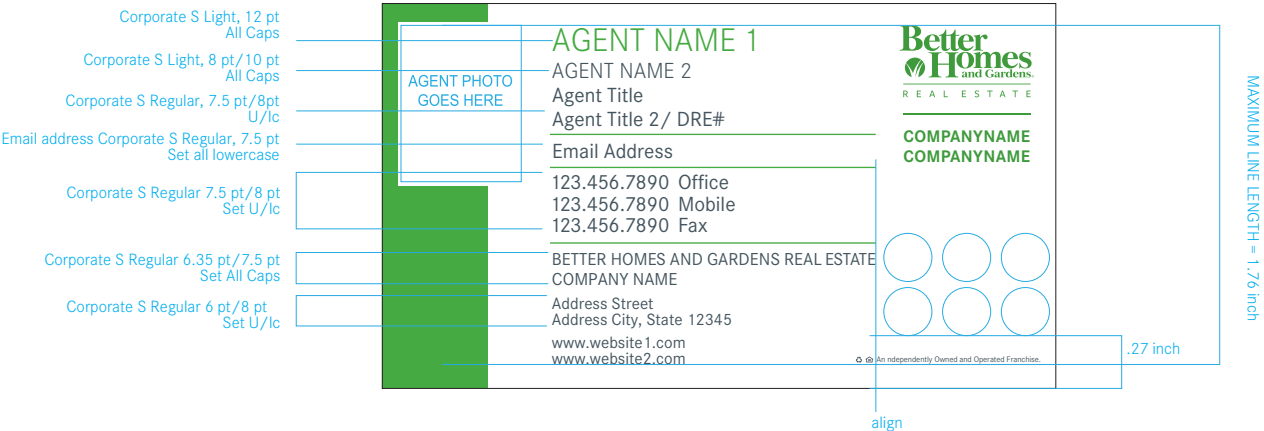 Corporate S Light, 12 pt
All Caps
Corporate S Light, 8 pt/10 pt
All Caps
Corporate S Regular, 7.5 pt/8pt
U/lc
Email address Corporate S Regular, 7.5 pt
Set all lowercase
Corporate S Regular 7.5 pt/8 pt
Set U/lc
Corporate S Regular 6.35 pt/7.5 pt
Set All Caps
Corporate S Regular 6 pt/8 pt
Set U/lc
AGENT PHOTO
GOES HERE
AGENT NAME 1
AGENT NAME 2
Agent Title
Agent Title 2/ DRE#
Email Address
123.456.7890 Office
123.456.7890 Mobile
123.456.7890 Fax
BETTER HOMES AND GARDENS REAL ESTATE
COMPANY NAME
Address Street
Address City, State 12345
www.website1.com
www.website2.com
Better
Homes
and Gardens®
REAL ESTATE
COMPANYNAME
COMPANYNAME
An ndependently Owned and Operated Franchise.
MAXIMUM LINE LENGTH = 1.76 inch
.27 inch
align